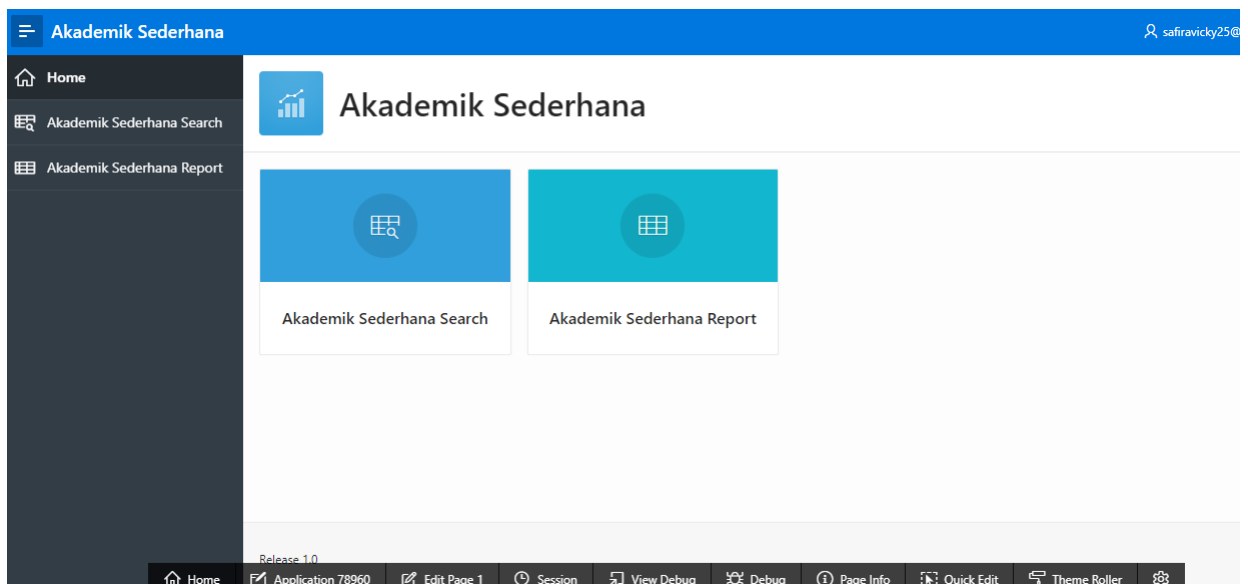 Akademik Sederhana
safiravicky25@
Home
Akademik Sederhana Search
Akademik Sederhana Report
Akademik Sederhana
Akademik Sederhana Search
Akademik Sederhana Report
Release 1.0
Home Application 78960 Edit Page 1 Session View Debug Debug Page Info Quick Edit Theme Roller